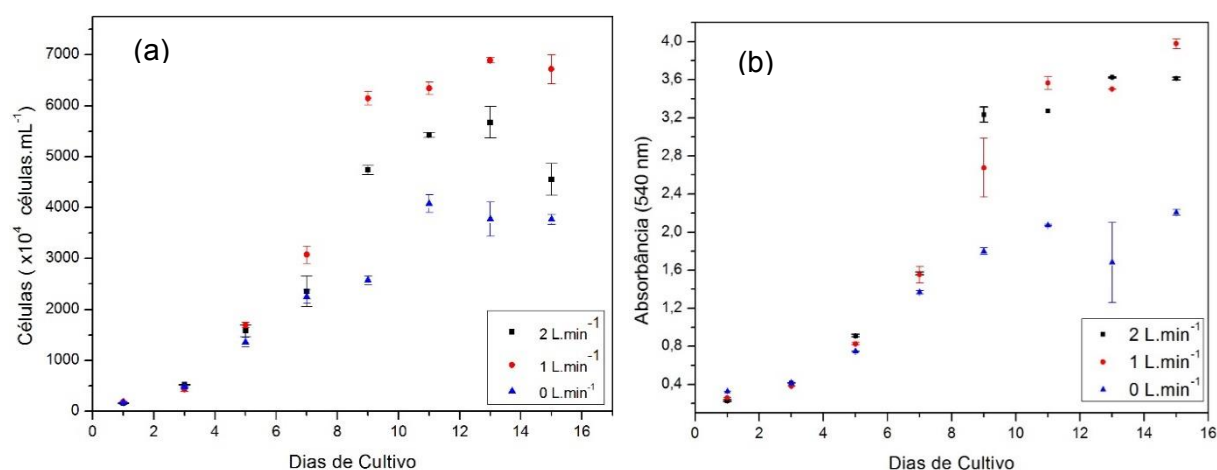 (a)
Células ( x10⁴ células.mL⁻¹)
7000
6000
5000
4000
3000
2000
1000
0
2 L.min⁻¹
1 L.min⁻¹
0 L.min⁻¹
0 2 4 6 8 10 12 14 16
Dias de Cultivo
(b)
Absorbância (540 nm)
4,0
3,6
3,2
2,8
2,4
2,0
1,6
1,2
0,8
0,4
2 L.min⁻¹
1 L.min⁻¹
0 L.min⁻¹
0 2 4 6 8 10 12 14 16
Dias de Cultivo